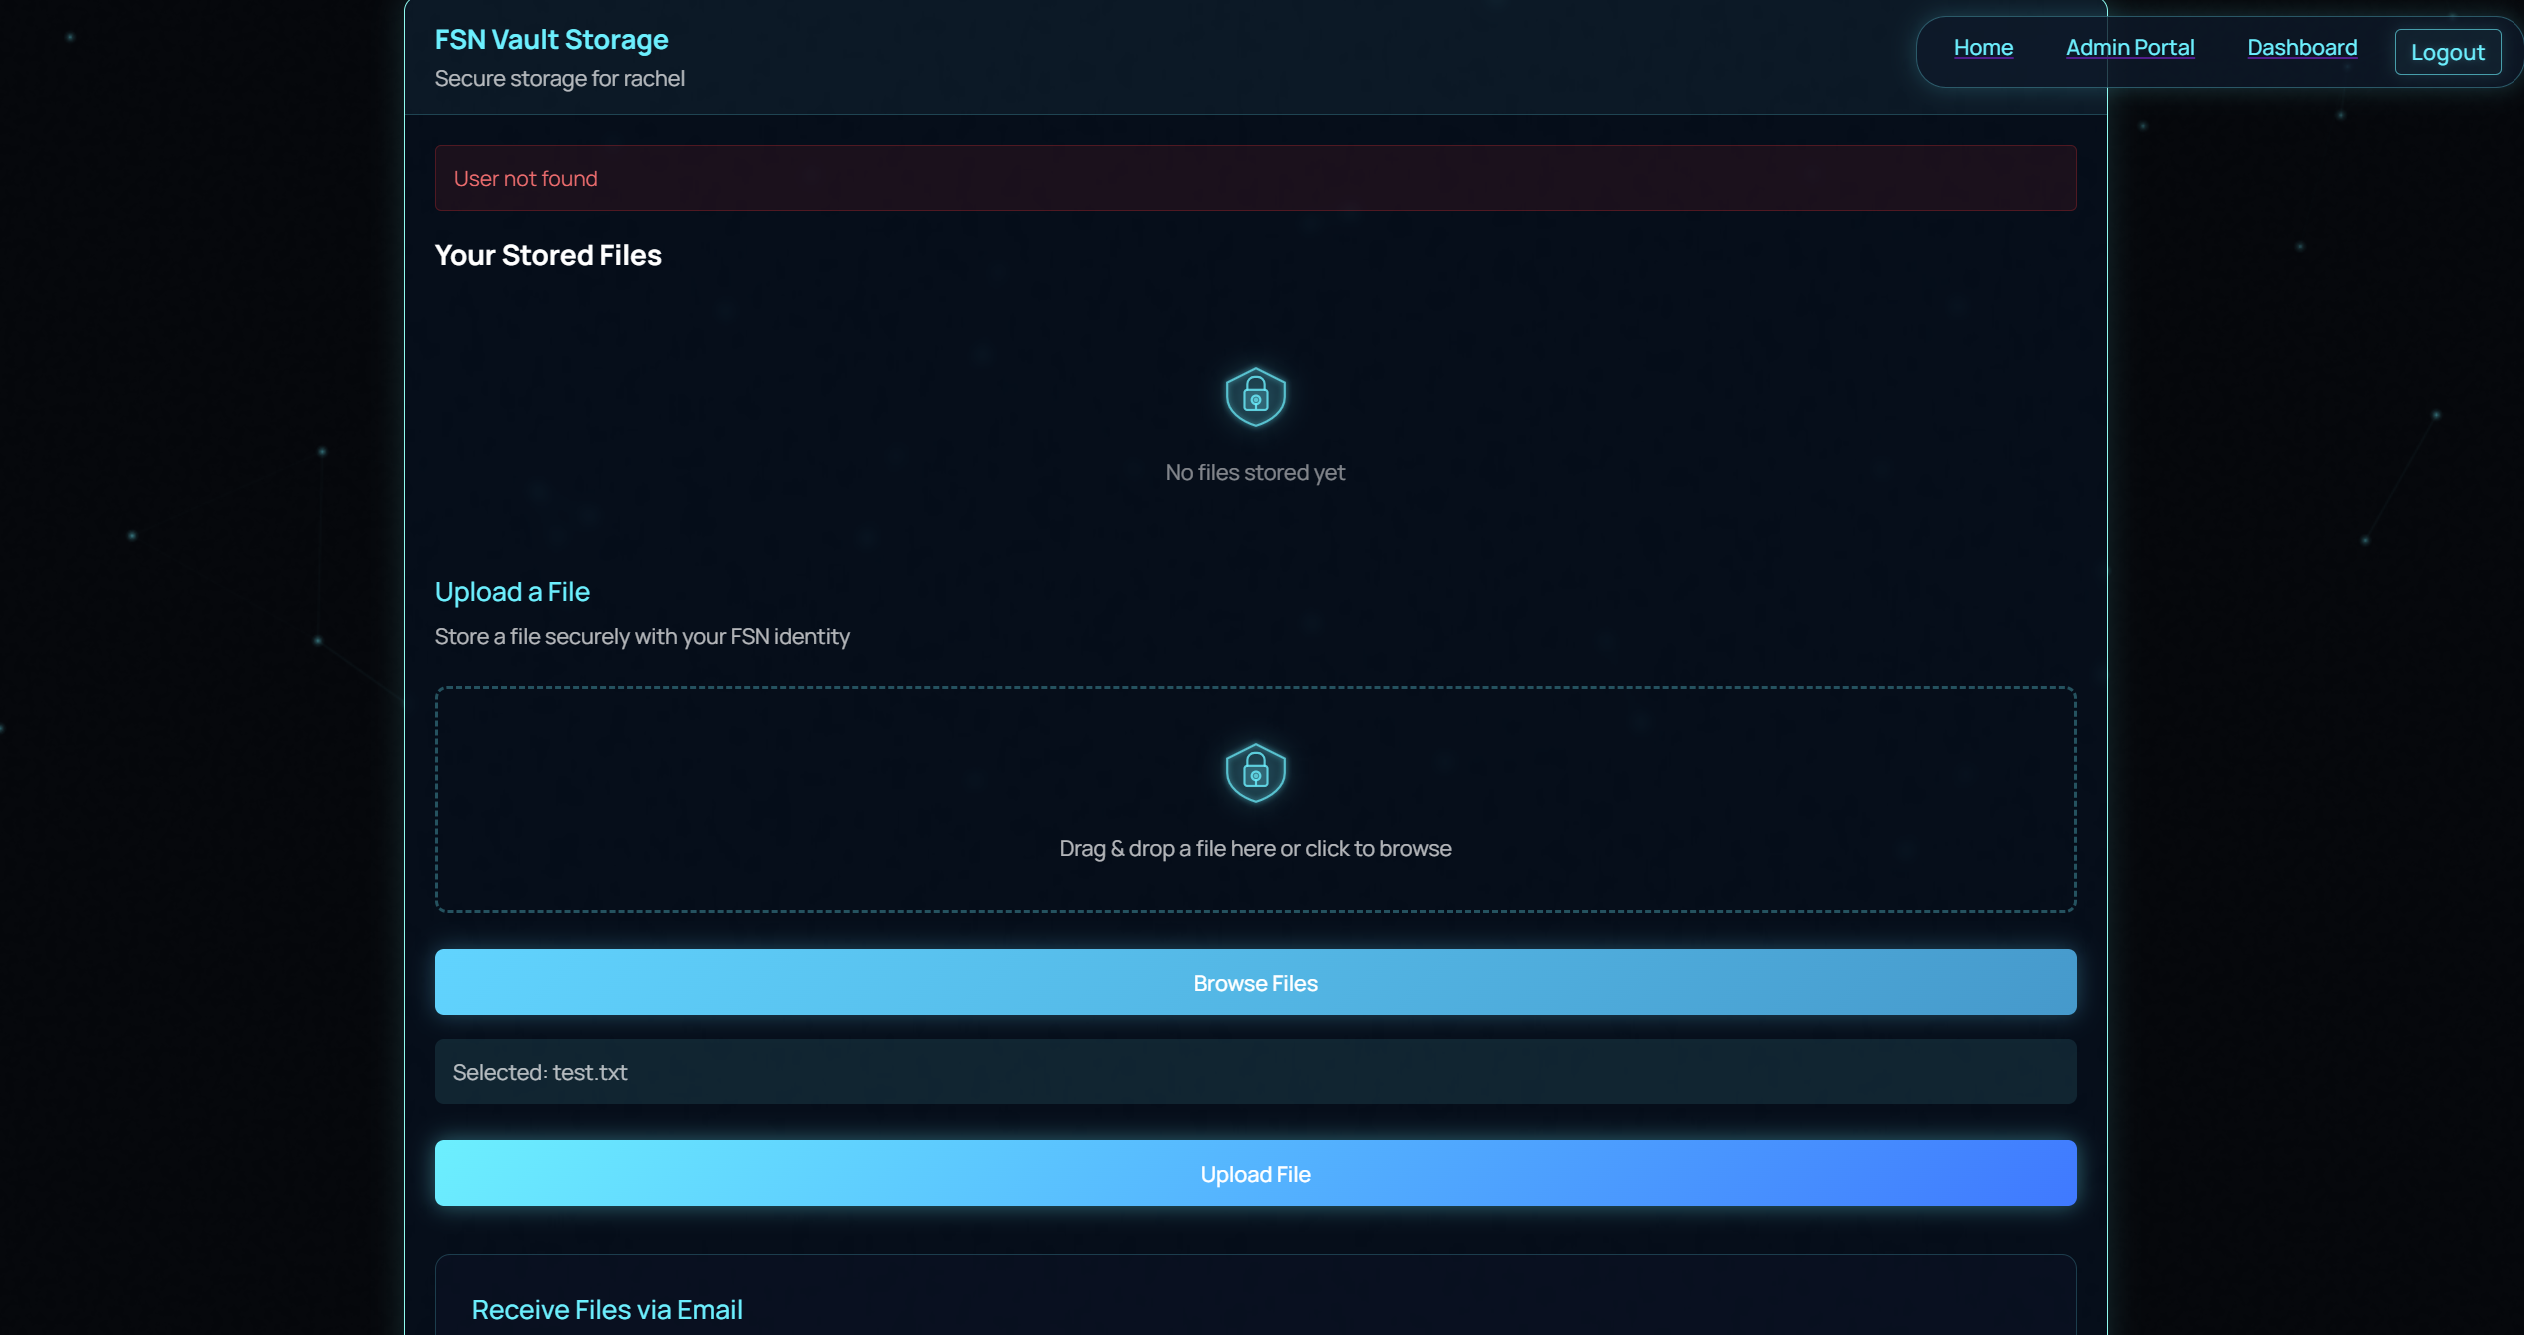 FSN Vault Storage
Secure storage for rachel
Home
Admin Portal
Dashboard
Logout
User not found
Your Stored Files
No files stored yet
Upload a File
Store a file securely with your FSN identity
Drag & drop a file here or click to browse
Browse Files
Selected: test.txt
Upload File
Receive Files via Email